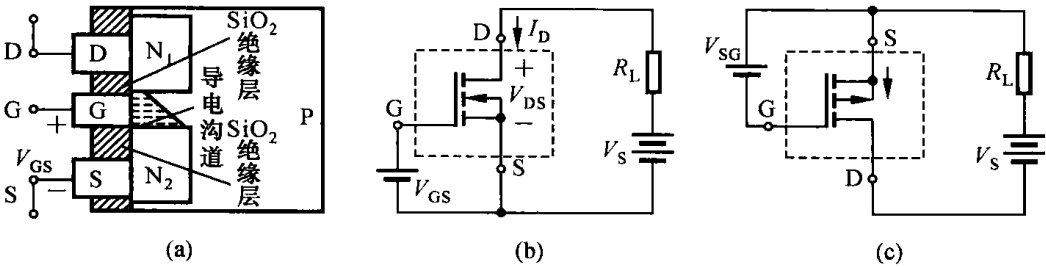 D
D
N₁
SiO₂
绝缘层
G
G
+
导电沟道
P
SiO₂
绝缘层
V_GS
S
−
S
N₂
(a)
D
I_D
+
V_DS
−
G
R_L
V_S
V_GS
S
(b)
V_SG
S
G
R_L
V_S
D
(c)